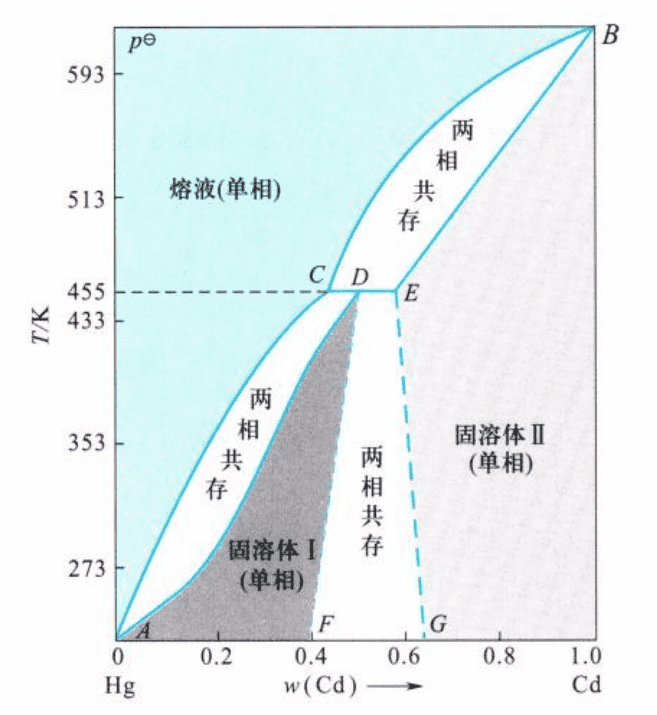 p⊖
B
593
两
相
共
存
熔液(单相)
513
C D
455
E
433
T/K
两
相
共
存
353
固溶体Ⅱ
(单相)
两
相
共
存
固溶体Ⅰ
(单相)
273
A
F
G
0 0.2 0.4 0.6 0.8 1.0
Hg w(Cd) ⟶ Cd